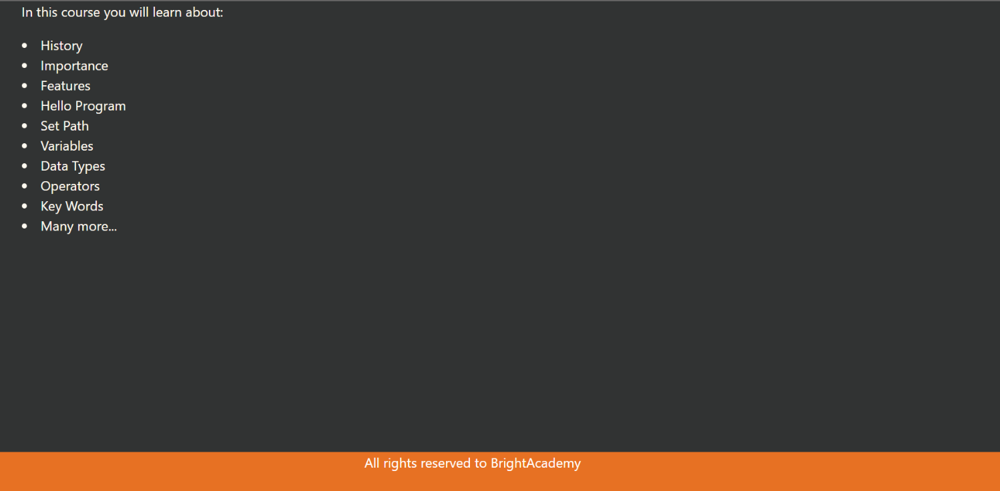 In this course you will learn about:
• History
• Importance
• Features
• Hello Program
• Set Path
• Variables
• Data Types
• Operators
• Key Words
• Many more...
All rights reserved to BrightAcademy